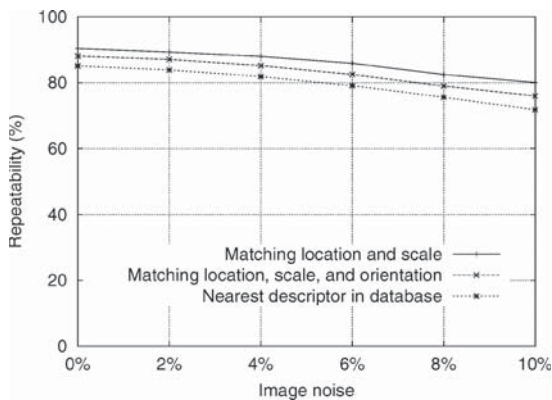 100
80
60
40
20
0
Repeatability (%)
Matching location and scale
Matching location, scale, and orientation
Nearest descriptor in database
0% 2% 4% 6% 8% 10%
Image noise